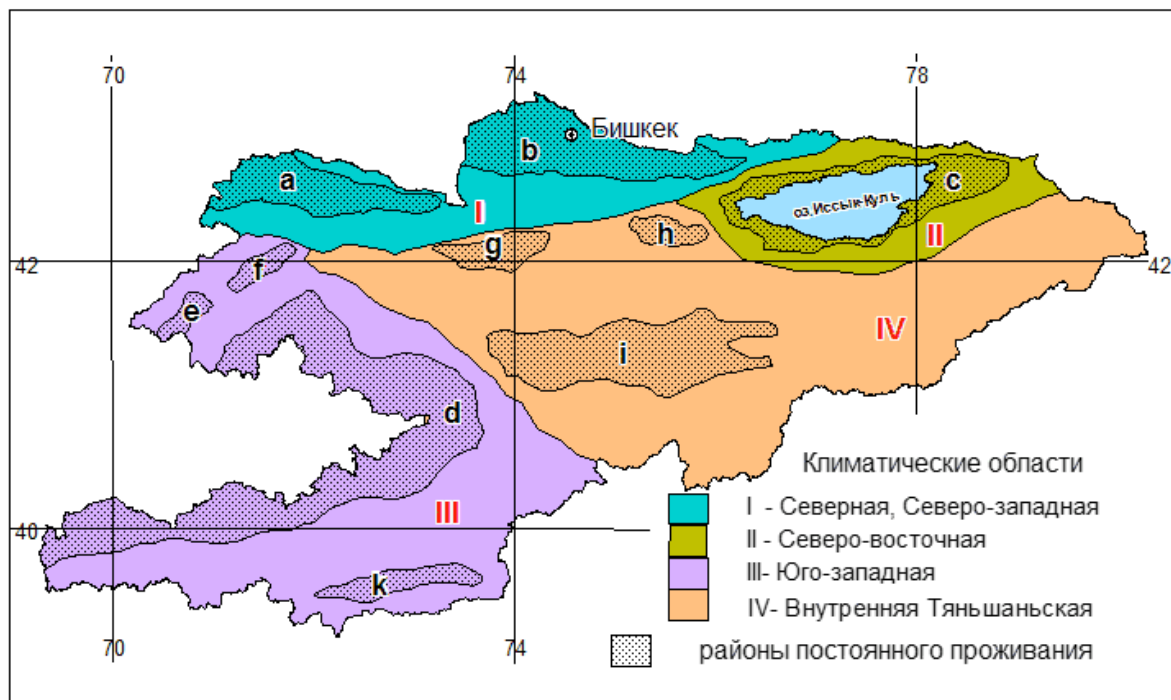 70 74 78
Бишкек
b
a
c
оз.Иссык-Куль
I
h
g
II
42 42
f
e
IV
i
d
Климатические области
I - Северная, Северо-западная
III
40
II - Северо-восточная
III- Юго-западная
k
IV- Внутренняя Тяньшаньская
70 74
районы постоянного проживания